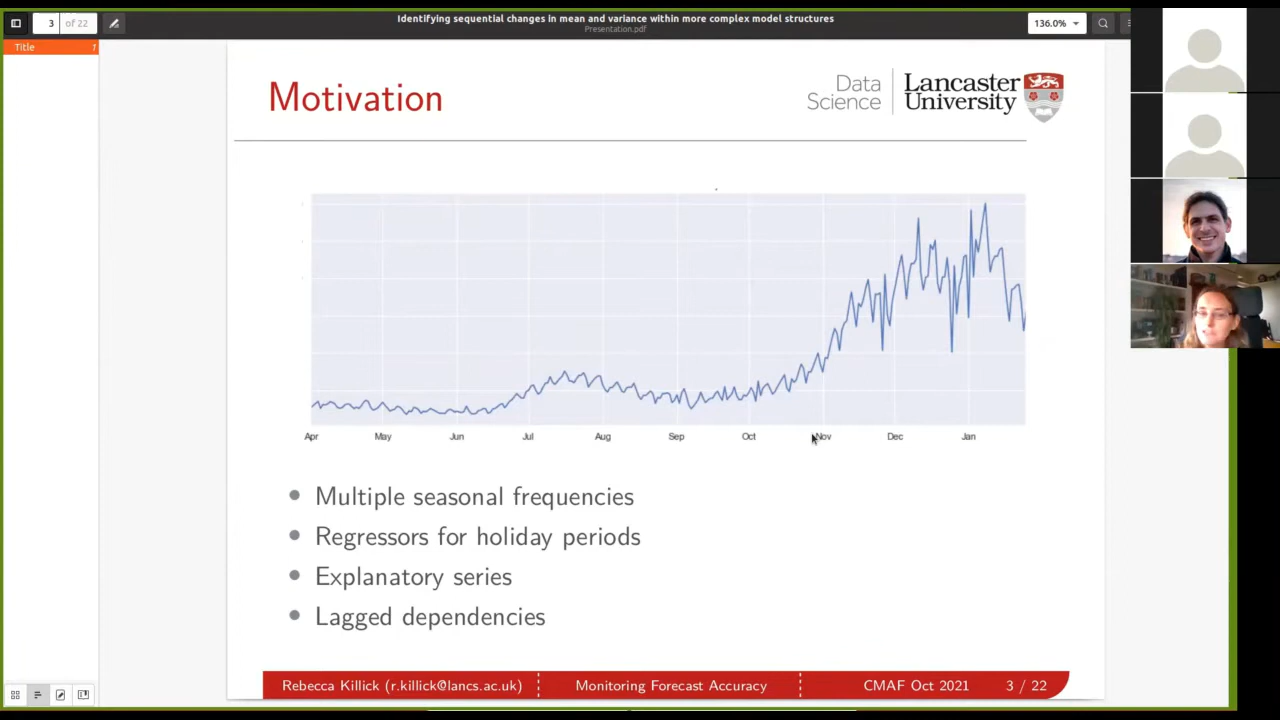 Identifying sequential changes in mean and variance within more complex model structures
Presentation.pdf
3 of 22
136.0%
Title 1
Motivation
Data Science
Lancaster University
Apr May Jun Jul Aug Sep Oct Nov Dec Jan
Multiple seasonal frequencies
Regressors for holiday periods
Explanatory series
Lagged dependencies
Rebecca Killick (r.killick@lancs.ac.uk) Monitoring Forecast Accuracy CMAF Oct 2021 3 / 22